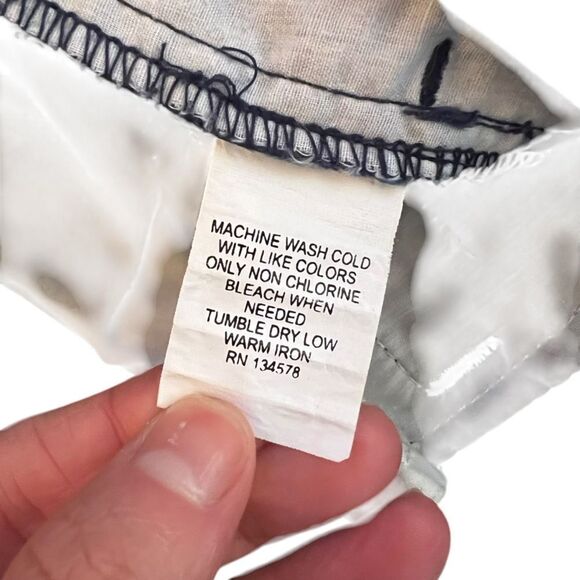 MACHINE WASH COLD
WITH LIKE COLORS
ONLY NON CHLORINE
BLEACH WHEN
NEEDED
TUMBLE DRY LOW
WARM IRON
RN 134578